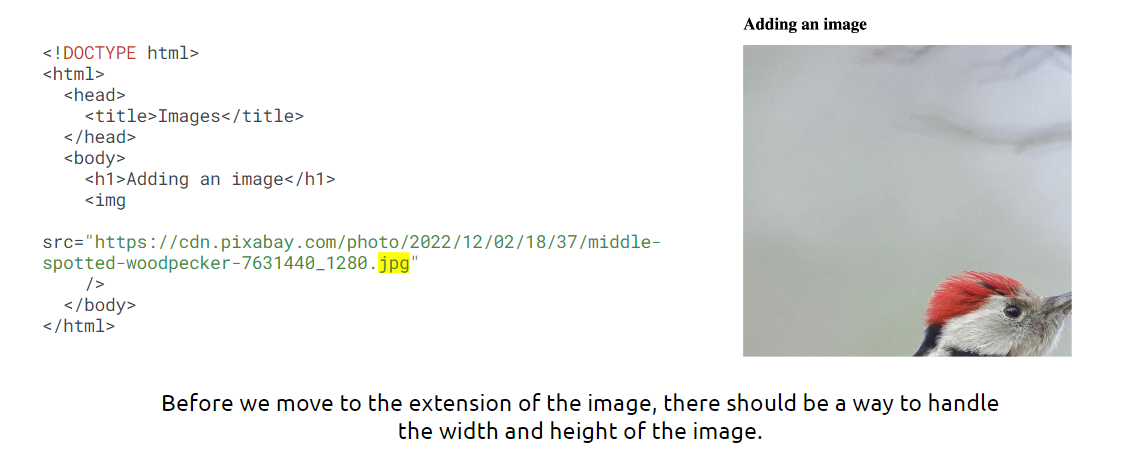 Adding an image
<!DOCTYPE html>
<html>
<head>
<title>Images</title>
</head>
<body>
<h1>Adding an image</h1>
<img
src="https://cdn.pixabay.com/photo/2022/12/02/18/37/middle-
spotted-woodpecker-7631440_1280.jpg"
/>
</body>
</html>
Before we move to the extension of the image, there should be a way to handle
the width and height of the image.